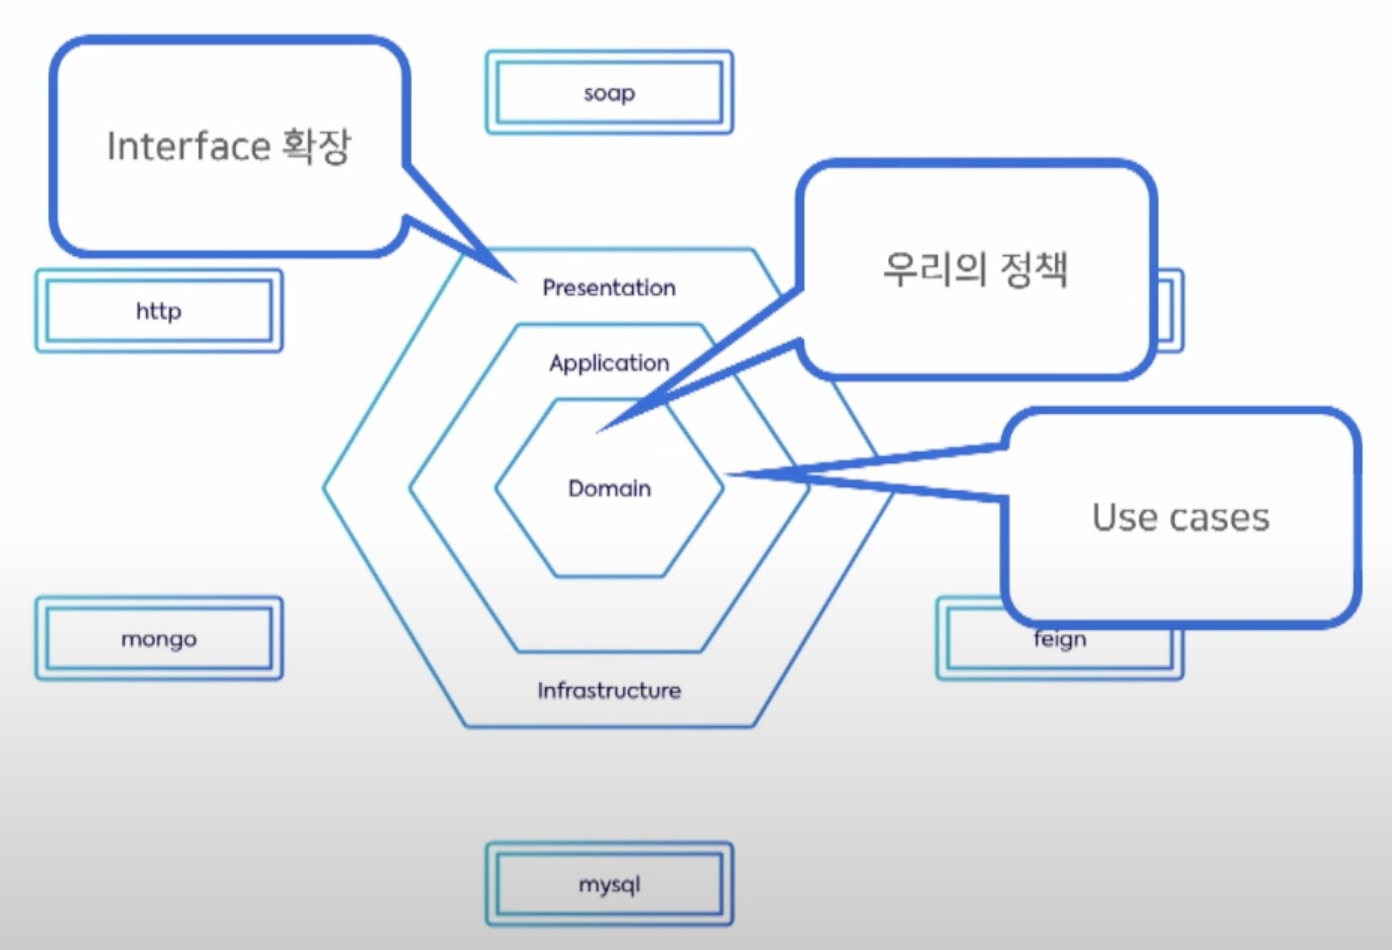 soap
Interface 확장
우리의 정책
Presentation
http
Application
Domain
Use cases
mongo
feign
Infrastructure
mysql